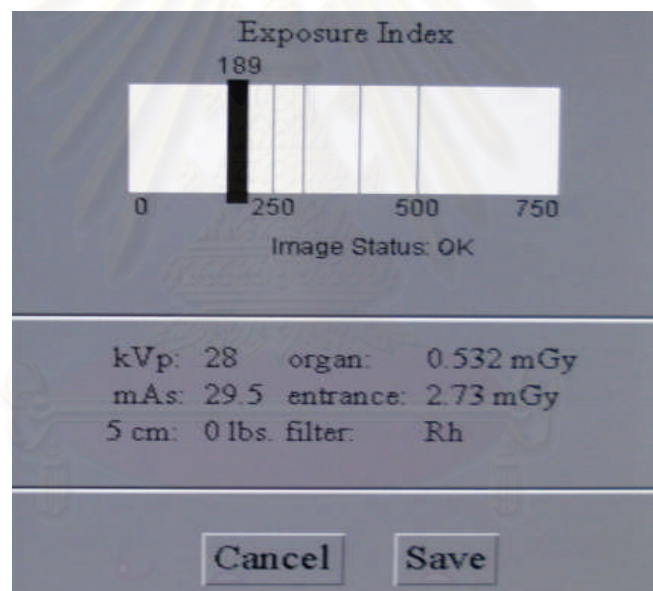 Exposure Index
189
0 250 500 750
Image Status: OK
kVp: 28 organ: 0.532 mGy
mAs: 29.5 entrance: 2.73 mGy
5 cm: 0 lbs. filter: Rh
Cancel Save